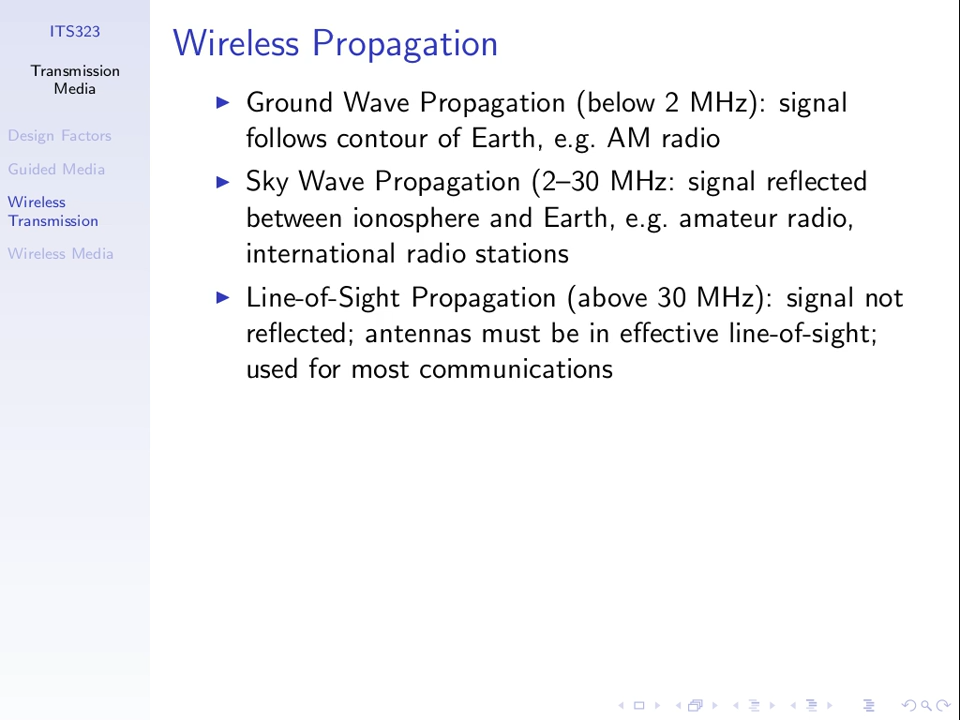 ITS323
Transmission
Media
Design Factors
Guided Media
Wireless
Transmission
Wireless Media
Wireless Propagation
Ground Wave Propagation (below 2 MHz): signal
follows contour of Earth, e.g. AM radio
Sky Wave Propagation (2–30 MHz: signal reflected
between ionosphere and Earth, e.g. amateur radio,
international radio stations
Line-of-Sight Propagation (above 30 MHz): signal not
reflected; antennas must be in effective line-of-sight;
used for most communications